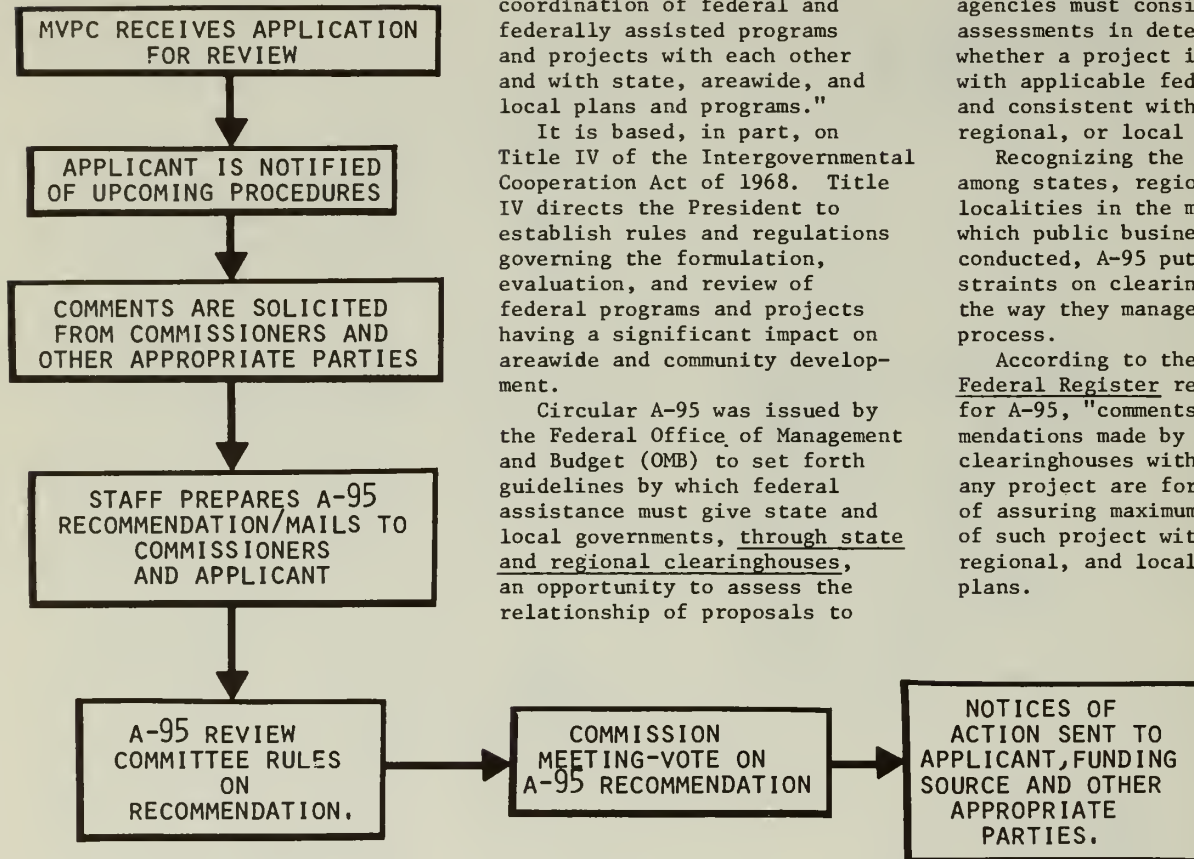 MVPC RECEIVES APPLICATION
FOR REVIEW
APPLICANT IS NOTIFIED
OF UPCOMING PROCEDURES
COMMENTS ARE SOLICITED
FROM COMMISSIONERS AND
OTHER APPROPRIATE PARTIES
STAFF PREPARES A-95
RECOMMENDATION/MAILS TO
COMMISSIONERS
AND APPLICANT
A-95 REVIEW
COMMITTEE RULES
ON
RECOMMENDATION.
COMMISSION
MEETING-VOTE ON
A-95 RECOMMENDATION
NOTICES OF
ACTION SENT TO
APPLICANT, FUNDING
SOURCE AND OTHER
APPROPRIATE
PARTIES.
coordination of federal and
federally assisted programs
and projects with each other
and with state, areawide, and
local plans and programs."
It is based, in part, on
Title IV of the Intergovernmental
Cooperation Act of 1968. Title
IV directs the President to
establish rules and regulations
governing the formulation,
evaluation, and review of
federal programs and projects
having a significant impact on
areawide and community develop-
ment.
Circular A-95 was issued by
the Federal Office of Management
and Budget (OMB) to set forth
guidelines by which federal
assistance must give state and
local governments, through state
and regional clearinghouses,
an opportunity to assess the
relationship of proposals to
agencies must
assessments in
whether a project
with applicable
and consistent with
regional, or local
Recognizing the
among states,
localities in the
which public
conducted, A-95
straints on
the way they manage
process.
According to the
Federal Register
for A-95, "comments
mendations made by
clearinghouses with
any project are
of assuring maximum
of such project
regional, and local
plans.